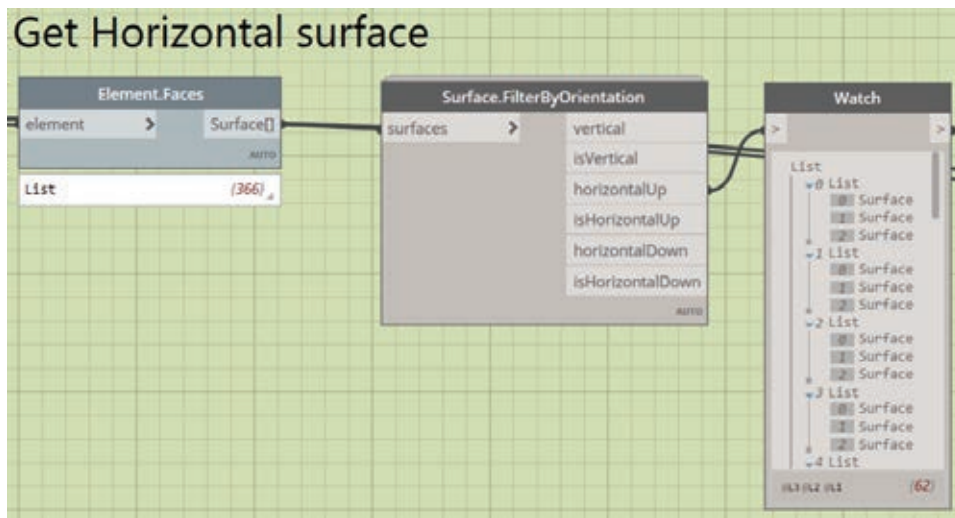 Get Horizontal surface
Element.Faces
element > Surface[]
AUTO
List (366)
Surface.FilterByOrientation
surfaces > vertical
isVertical
horizontalUp
isHorizontalUp
horizontalDown
isHorizontalDown
AUTO
Watch
> >
List
0 List
0 Surface
1 Surface
2 Surface
1 List
0 Surface
1 Surface
2 Surface
2 List
0 Surface
1 Surface
2 Surface
3 List
0 Surface
1 Surface
2 Surface
4 List
@L3 @L2 @L1 (62)